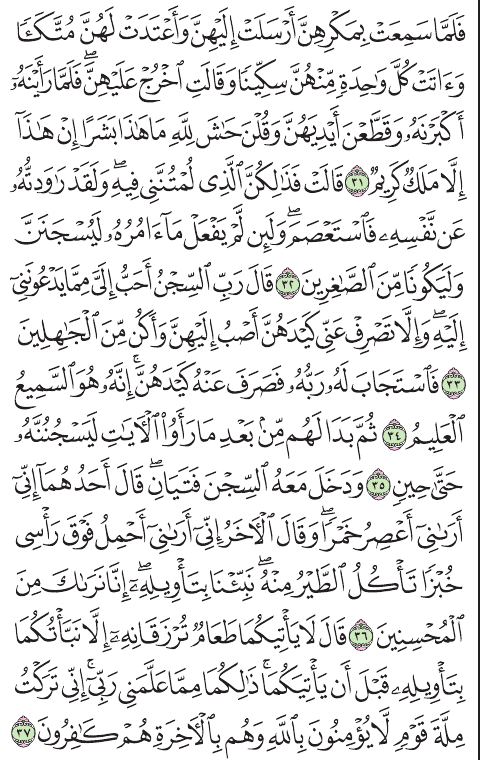 فَلَمَّا سَمِعَتْ بِمَكْرِهِنَّ أَرْسَلَتْ إِلَيْهِنَّ وَأَعْتَدَتْ لَهُنَّ مُتَّكَـًٔا
وَءَاتَتْ كُلَّ وَٰحِدَةٍ مِّنْهُنَّ سِكِّينًا وَقَالَتِ ٱخْرُجْ عَلَيْهِنَّ ۖ فَلَمَّا رَأَيْنَهُۥٓ
أَكْبَرْنَهُۥ وَقَطَّعْنَ أَيْدِيَهُنَّ وَقُلْنَ حَٰشَ لِلَّهِ مَا هَٰذَا بَشَرًا إِنْ هَٰذَآ
إِلَّا مَلَكٌ كَرِيمٌ ٣١ قَالَتْ فَذَٰلِكُنَّ ٱلَّذِى لُمْتُنَّنِى فِيهِ ۖ وَلَقَدْ رَٰوَدتُّهُۥ
عَن نَّفْسِهِۦ فَٱسْتَعْصَمَ ۖ وَلَئِن لَّمْ يَفْعَلْ مَآ ءَامُرُهُۥ لَيُسْجَنَنَّ
وَلَيَكُونًا مِّنَ ٱلصَّٰغِرِينَ ٣٢ قَالَ رَبِّ ٱلسِّجْنُ أَحَبُّ إِلَىَّ مِمَّا يَدْعُونَنِىٓ
إِلَيْهِ ۖ وَإِلَّا تَصْرِفْ عَنِّى كَيْدَهُنَّ أَصْبُ إِلَيْهِنَّ وَأَكُن مِّنَ ٱلْجَٰهِلِينَ
٣٣ فَٱسْتَجَابَ لَهُۥ رَبُّهُۥ فَصَرَفَ عَنْهُ كَيْدَهُنَّ ۚ إِنَّهُۥ هُوَ ٱلسَّمِيعُ
ٱلْعَلِيمُ ٣٤ ثُمَّ بَدَا لَهُم مِّنۢ بَعْدِ مَا رَأَوُا۟ ٱلْءَايَٰتِ لَيَسْجُنُنَّهُۥ
حَتَّىٰ حِينٍ ٣٥ وَدَخَلَ مَعَهُ ٱلسِّجْنَ فَتَيَانِ ۖ قَالَ أَحَدُهُمَآ إِنِّىٓ
أَرَىٰنِىٓ أَعْصِرُ خَمْرًا ۖ وَقَالَ ٱلْءَاخَرُ إِنِّىٓ أَرَىٰنِىٓ أَحْمِلُ فَوْقَ رَأْسِى
خُبْزًا تَأْكُلُ ٱلطَّيْرُ مِنْهُ ۖ نَبِّئْنَا بِتَأْوِيلِهِۦٓ ۖ إِنَّا نَرَىٰكَ مِنَ
ٱلْمُحْسِنِينَ ٣٦ قَالَ لَا يَأْتِيكُمَا طَعَامٌ تُرْزَقَانِهِۦٓ إِلَّا نَبَّأْتُكُمَا
بِتَأْوِيلِهِۦ قَبْلَ أَن يَأْتِيَكُمَا ۚ ذَٰلِكُمَا مِمَّا عَلَّمَنِى رَبِّىٓ ۚ إِنِّى تَرَكْتُ
مِلَّةَ قَوْمٍ لَّا يُؤْمِنُونَ بِٱللَّهِ وَهُم بِٱلْءَاخِرَةِ هُمْ كَٰفِرُونَ ٣٧